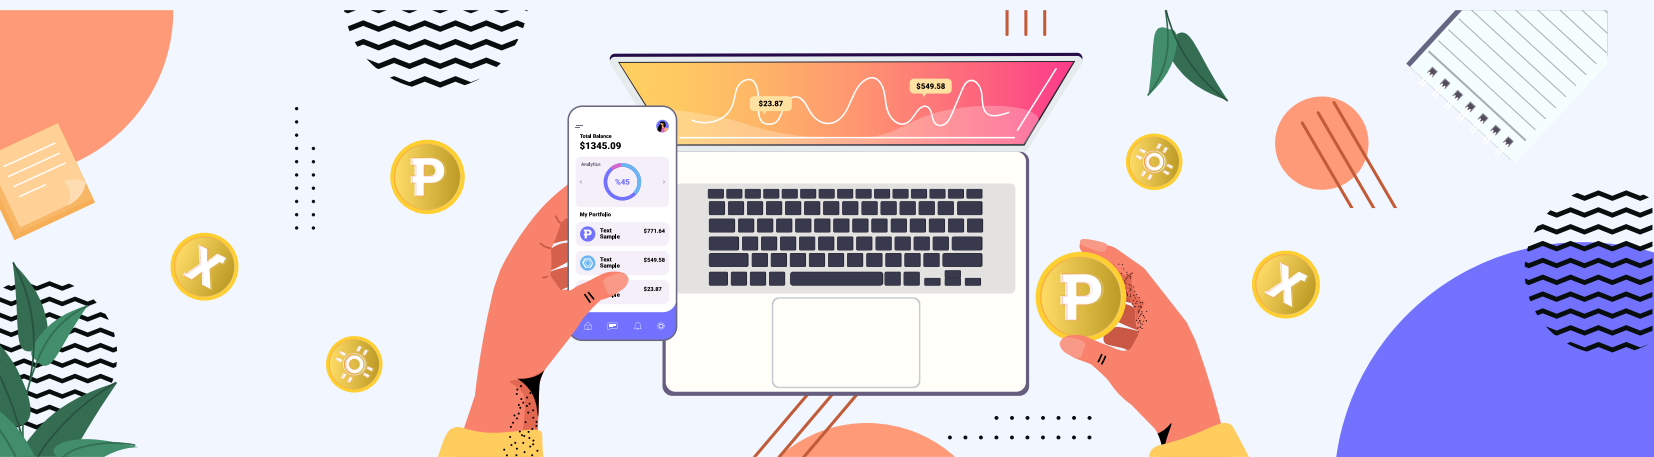 $549.58
$23.87
Total Balance
$1345.09
Analytics
%45
My Portfolio
Text
Sample
$771.64
Text
Sample
$549.58
$23.87
P
P